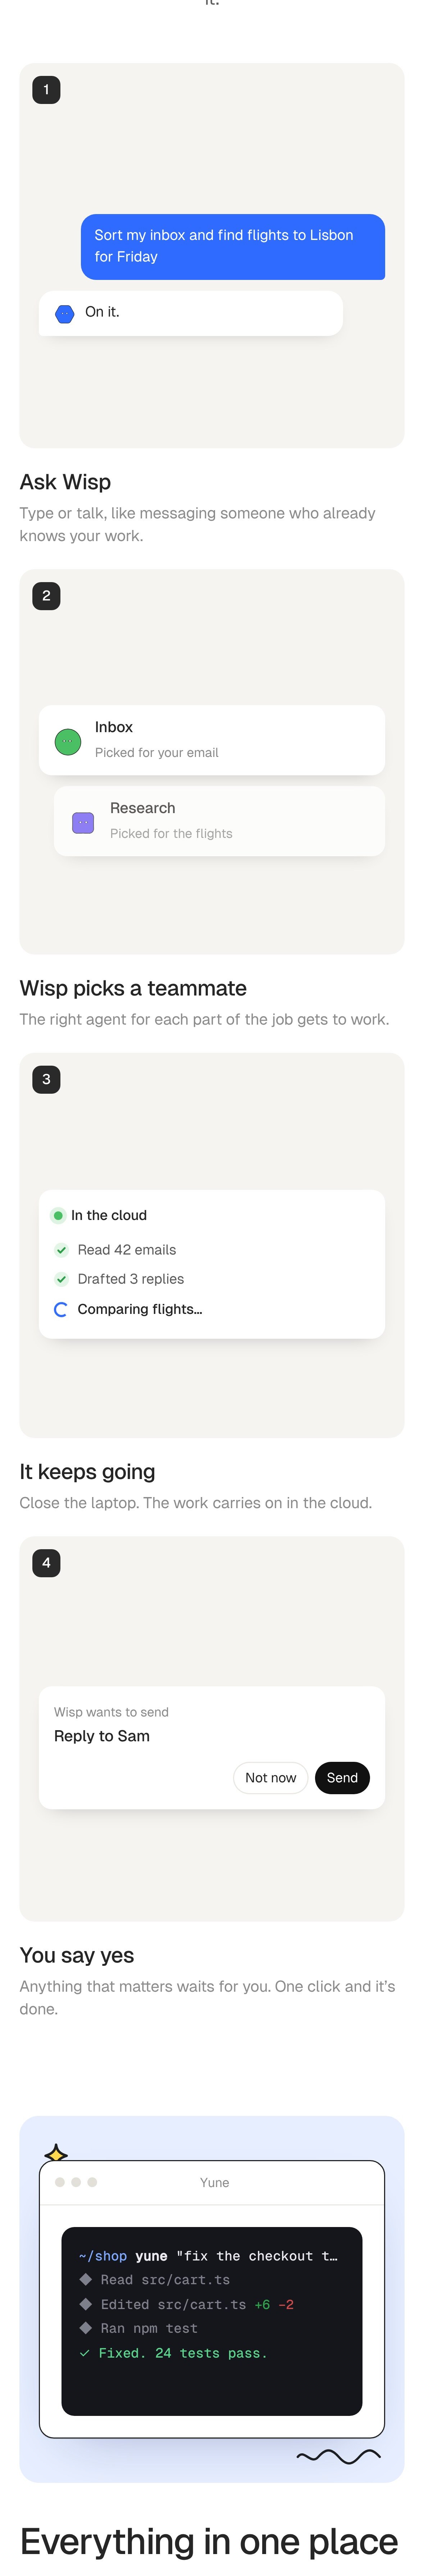 it.
1
Sort my inbox and find flights to Lisbon
for Friday
On it.
Ask Wisp
Type or talk, like messaging someone who already
knows your work.
2
Inbox
Picked for your email
Research
Picked for the flights
Wisp picks a teammate
The right agent for each part of the job gets to work.
3
In the cloud
Read 42 emails
Drafted 3 replies
Comparing flights...
It keeps going
Close the laptop. The work carries on in the cloud.
4
Wisp wants to send
Reply to Sam
Not now Send
You say yes
Anything that matters waits for you. One click and it’s
done.
Yune
~/shop yune "fix the checkout t…
◆ Read src/cart.ts
◆ Edited src/cart.ts +6 −2
◆ Ran npm test
✓ Fixed. 24 tests pass.
Everything in one place